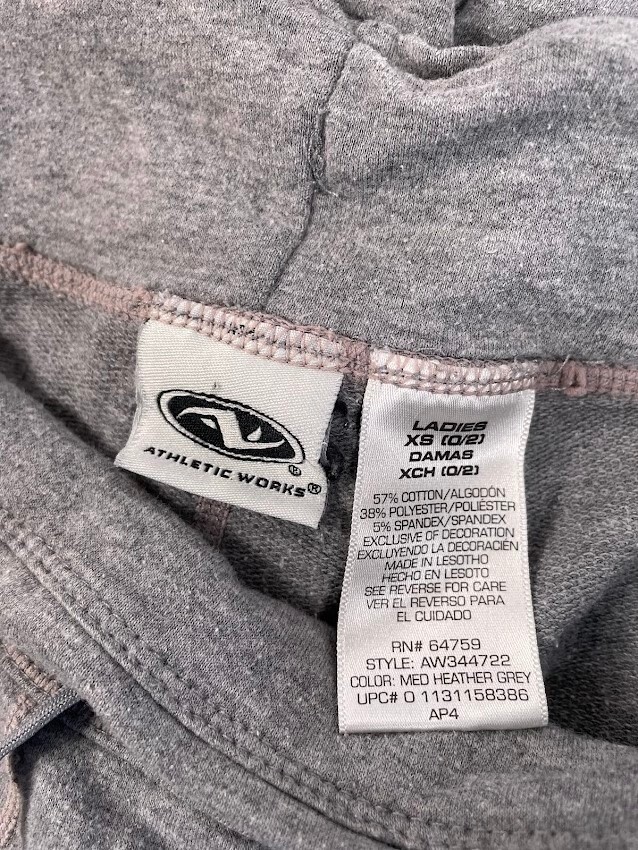 ATHLETIC WORKS®
LADIES
XS (0/2)
DAMAS
XCH (0/2)
57% COTTON/ALGODÓN
38% POLYESTER/POLIÉSTER
5% SPANDEX/SPANDEX
EXCLUSIVE OF DECORATION
EXCLUYENDO LA DECORACIÓN
MADE IN LESOTHO
HECHO EN LESOTO
SEE REVERSE FOR CARE
VER EL REVERSO PARA
EL CUIDADO
RN# 64759
STYLE: AW344722
COLOR: MED HEATHER GREY
UPC# 0 1131158386
AP4